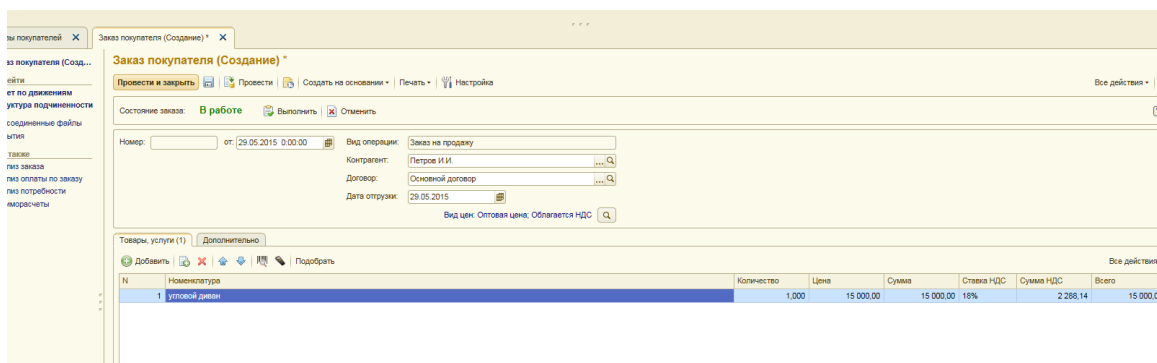 зы покупателей X Заказ покупателя (Создание) * X
аз покупателя (Созд...
Заказ покупателя (Создание) *
ейти
Провести и закрыть Провести Создать на основании Печать Настройка Все действия
ет по движениям
уктура подчиненности
Состояние заказа: В работе Выполнить Отменить
соединенные файлы
ытия
также
Номер: от: 29.05.2015 0:00:00 Вид операции: Заказ на продажу
лиз заказа
Контрагент: Петров И.И.
лиз оплаты по заказу
лиз потребности
Договор: Основной договор
иморасчеты
Дата отгрузки: 29.05.2015
Вид цен: Оптовая цена; Облагается НДС
Товары, услуги (1) Дополнительно
Добавить Подобрать Все действия
N Номенклатура Количество Цена Сумма Ставка НДС Сумма НДС Всего
1 угловой диван 1,000 15 000,00 15 000,00 18% 2 288,14 15 000,0